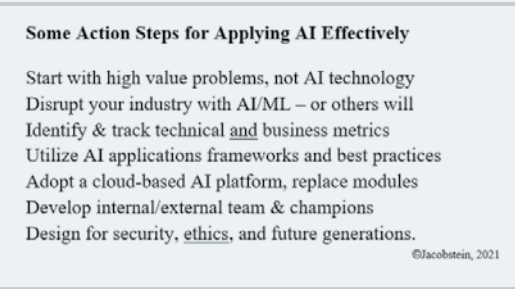 Some Action Steps for Applying AI Effectively
Start with high value problems, not AI technology
Disrupt your industry with AI/ML – or others will
Identify & track technical and business metrics
Utilize AI applications frameworks and best practices
Adopt a cloud-based AI platform, replace modules
Develop internal/external team & champions
Design for security, ethics, and future generations.
©Jacobstein, 2021